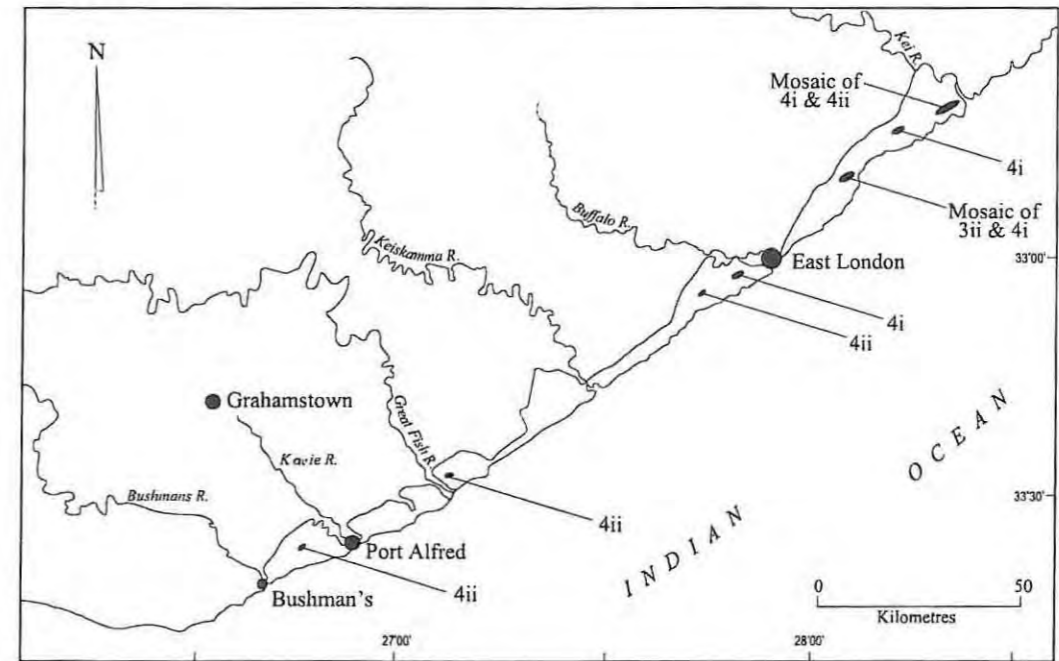 N
Kei R.
Mosaic of
4i & 4ii
4i
Mosaic of
3ii & 4i
Buffalo R.
Keiskamma R.
East London
33°00'
4i
4ii
Grahamstown
Great Fish R.
Kowie R.
Bushmans R.
INDIAN OCEAN
33°30'
4ii
Port Alfred
4ii
Bushman's
0 50
Kilometres
27°00'
28°00'